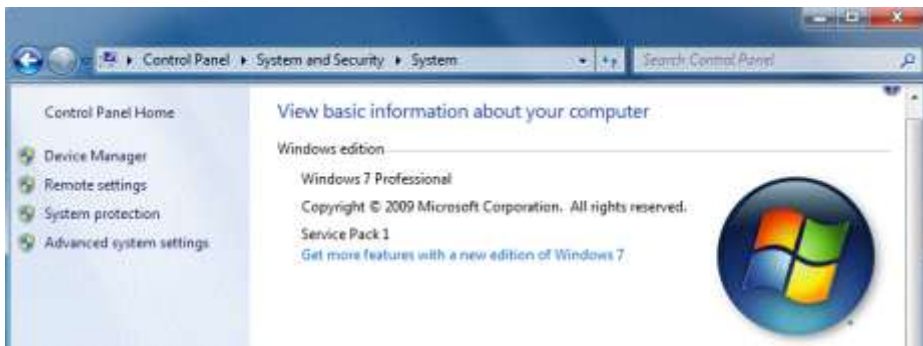 Control Panel ▸ System and Security ▸ System
Search Control Panel
Control Panel Home
Device Manager
Remote settings
System protection
Advanced system settings
View basic information about your computer
Windows edition
Windows 7 Professional
Copyright © 2009 Microsoft Corporation. All rights reserved.
Service Pack 1
Get more features with a new edition of Windows 7